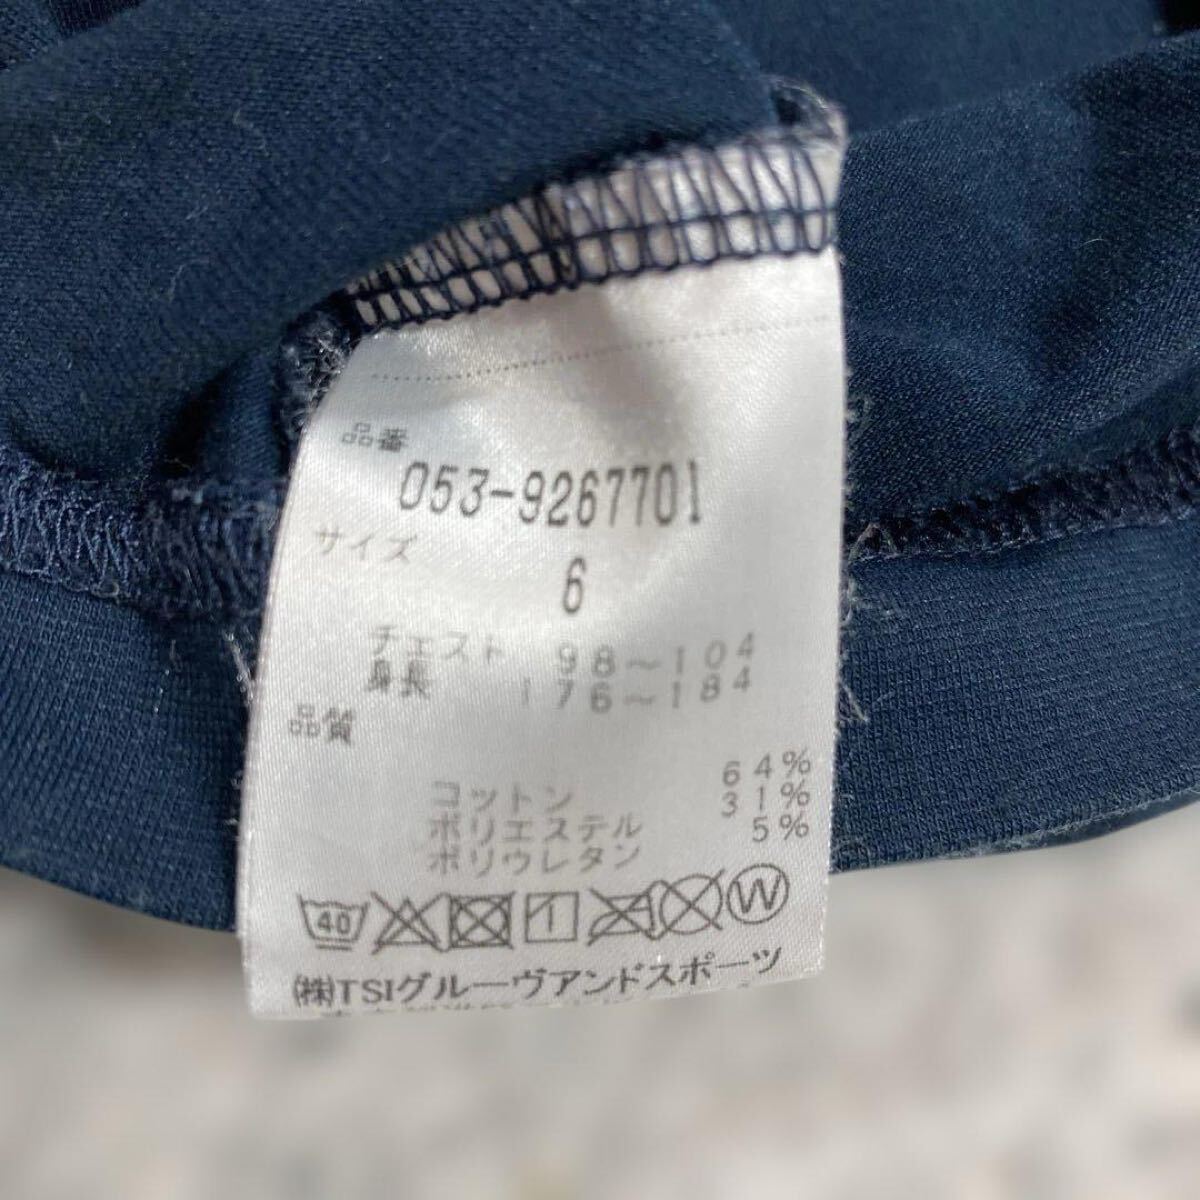 品番
053-9267701
サイズ
6
チェスト 98~104
身長 176~184
品質
コットン 64%
ポリエステル 31%
ポリウレタン 5%
40 W
㈱TSIグルーヴアンドスポーツ